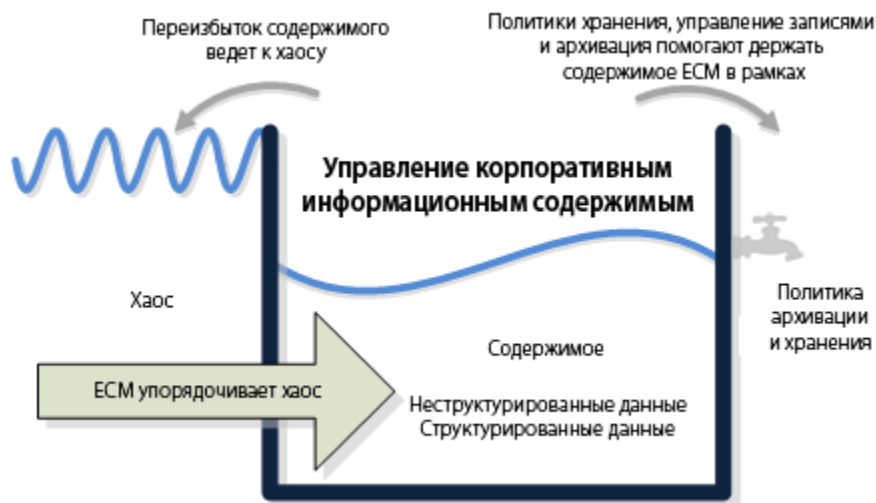 Переизбыток содержимого
ведет к хаосу
Политики хранения, управление записями
и архивация помогают держать
содержимое ECM в рамках
Управление корпоративным
информационным содержимым
Хаос
ECM упорядочивает хаос
Содержимое
Неструктурированные данные
Структурированные данные
Политика
архивации
и хранения